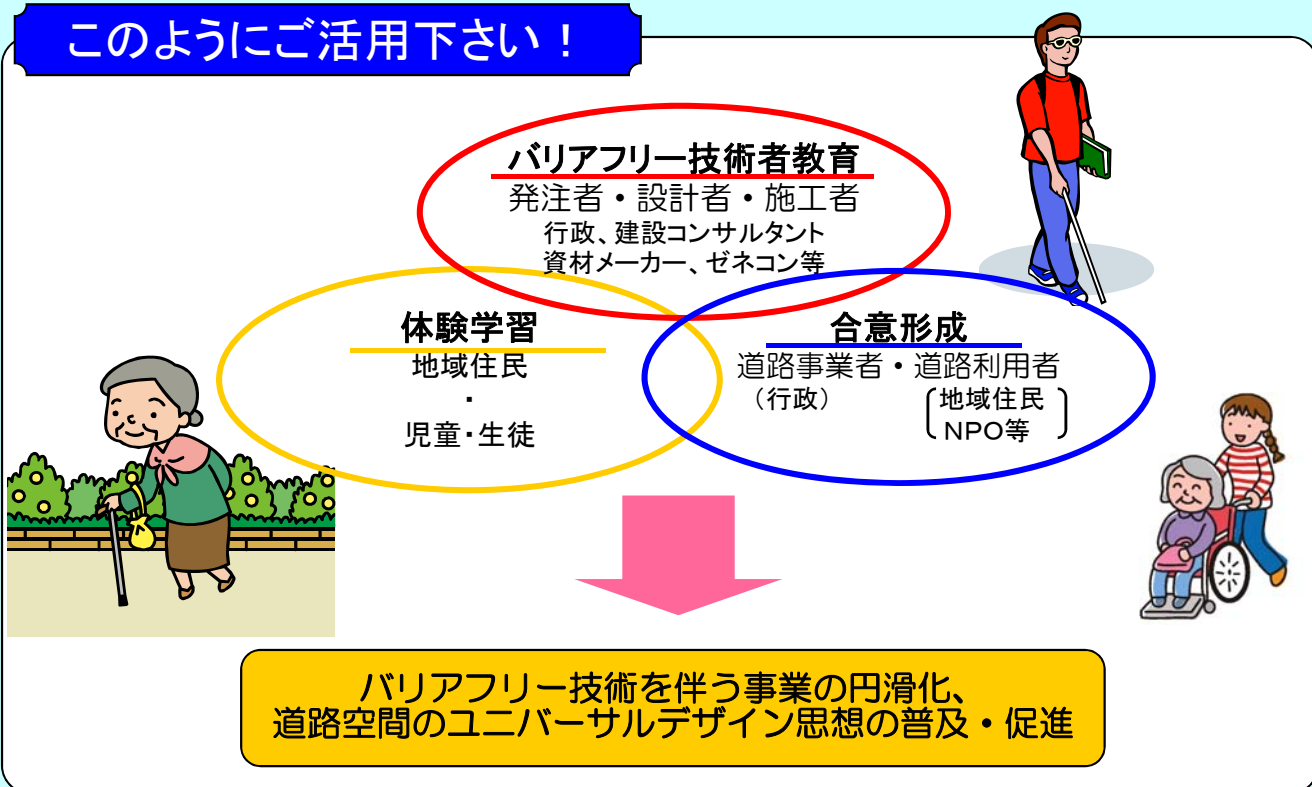 このようにご活用下さい！
バリアフリー技術者教育
発注者・設計者・施工者
行政、建設コンサルタント
資材メーカー、ゼネコン等
体験学習
地域住民
・
児童・生徒
合意形成
道路事業者・道路利用者
（行政）
地域住民
NPO等
バリアフリー技術を伴う事業の円滑化、
道路空間のユニバーサルデザイン思想の普及・促進